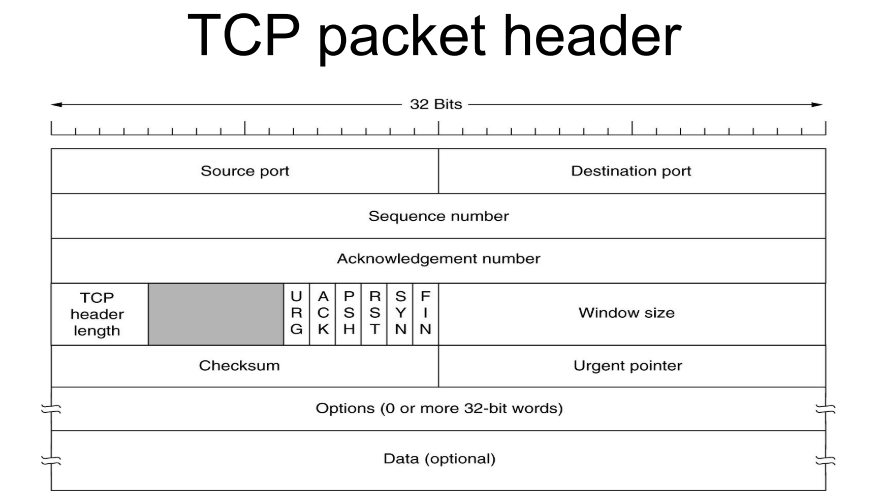 TCP packet header
32 Bits
Source port Destination port
Sequence number
Acknowledgement number
TCP
header
length
URG
ACK
PSH
RST
SYN
FIN
Window size
Checksum Urgent pointer
Options (0 or more 32-bit words)
Data (optional)